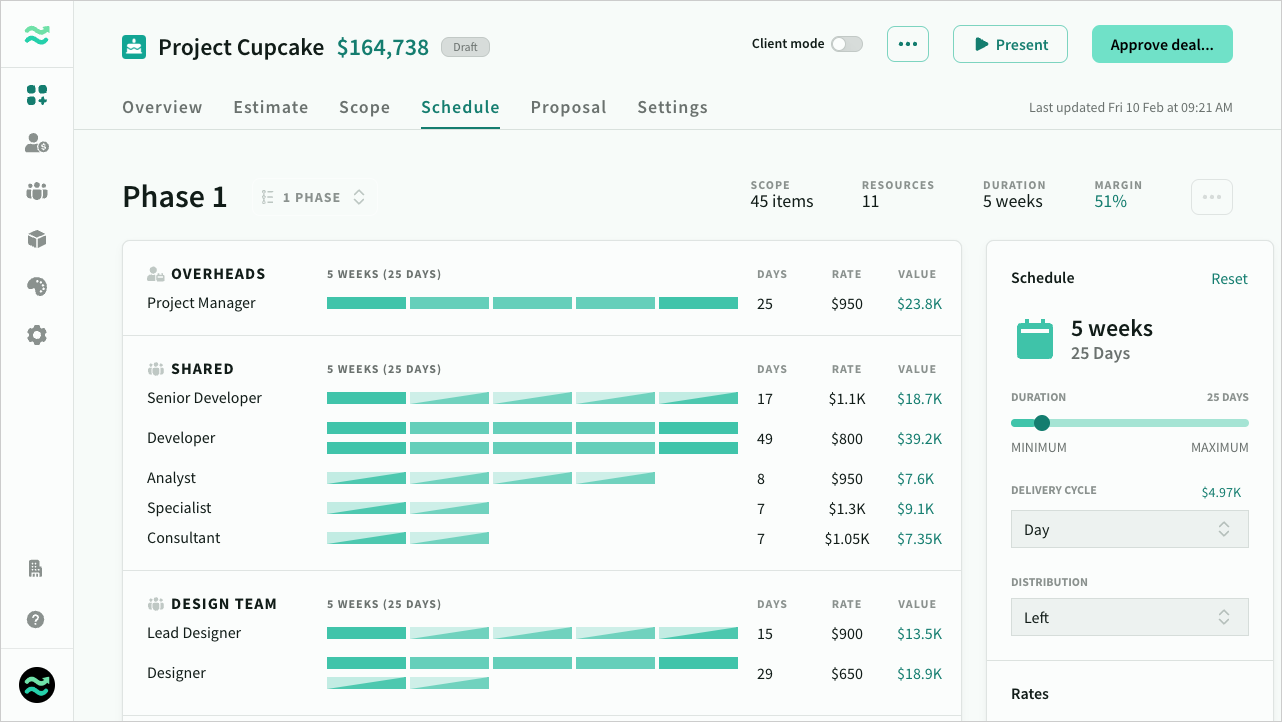 Project Cupcake $164,738 Draft
Client mode
Present
Approve deal...
Overview Estimate Scope Schedule Proposal Settings
Last updated Fri 10 Feb at 09:21 AM
Phase 1
1 PHASE
SCOPE RESOURCES DURATION MARGIN
45 items 11 5 weeks 51%
OVERHEADS 5 WEEKS (25 DAYS) DAYS RATE VALUE
Project Manager 25 $950 $23.8K
SHARED 5 WEEKS (25 DAYS) DAYS RATE VALUE
Senior Developer 17 $1.1K $18.7K
Developer 49 $800 $39.2K
Analyst 8 $950 $7.6K
Specialist 7 $1.3K $9.1K
Consultant 7 $1.05K $7.35K
DESIGN TEAM 5 WEEKS (25 DAYS) DAYS RATE VALUE
Lead Designer 15 $900 $13.5K
Designer 29 $650 $18.9K
Schedule Reset
5 weeks
25 Days
DURATION 25 DAYS
MINIMUM MAXIMUM
DELIVERY CYCLE $4.97K
Day
DISTRIBUTION
Left
Rates